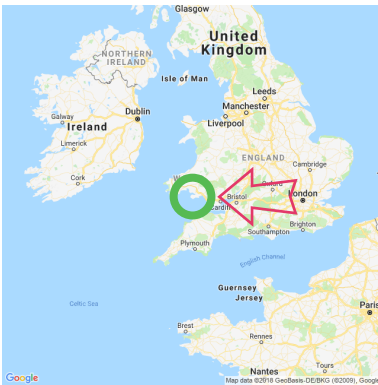 Glasgow
United
Kingdom
NORTHERN
IRELAND
Isle of Man
Leeds
Manchester
Dublin
Liverpool
Galway
Ireland
Limerick
ENGLAND
Cambridge
Cork
Oxford
Bristol
London
Cardiff
Brighton
Southampton
Plymouth
English Channel
Guernsey
Jersey
Celtic Sea
Paris
Brest
Rennes
Tours
Nantes
Google
Map data ©2018 GeoBasis-DE/BKG (©2009), Google